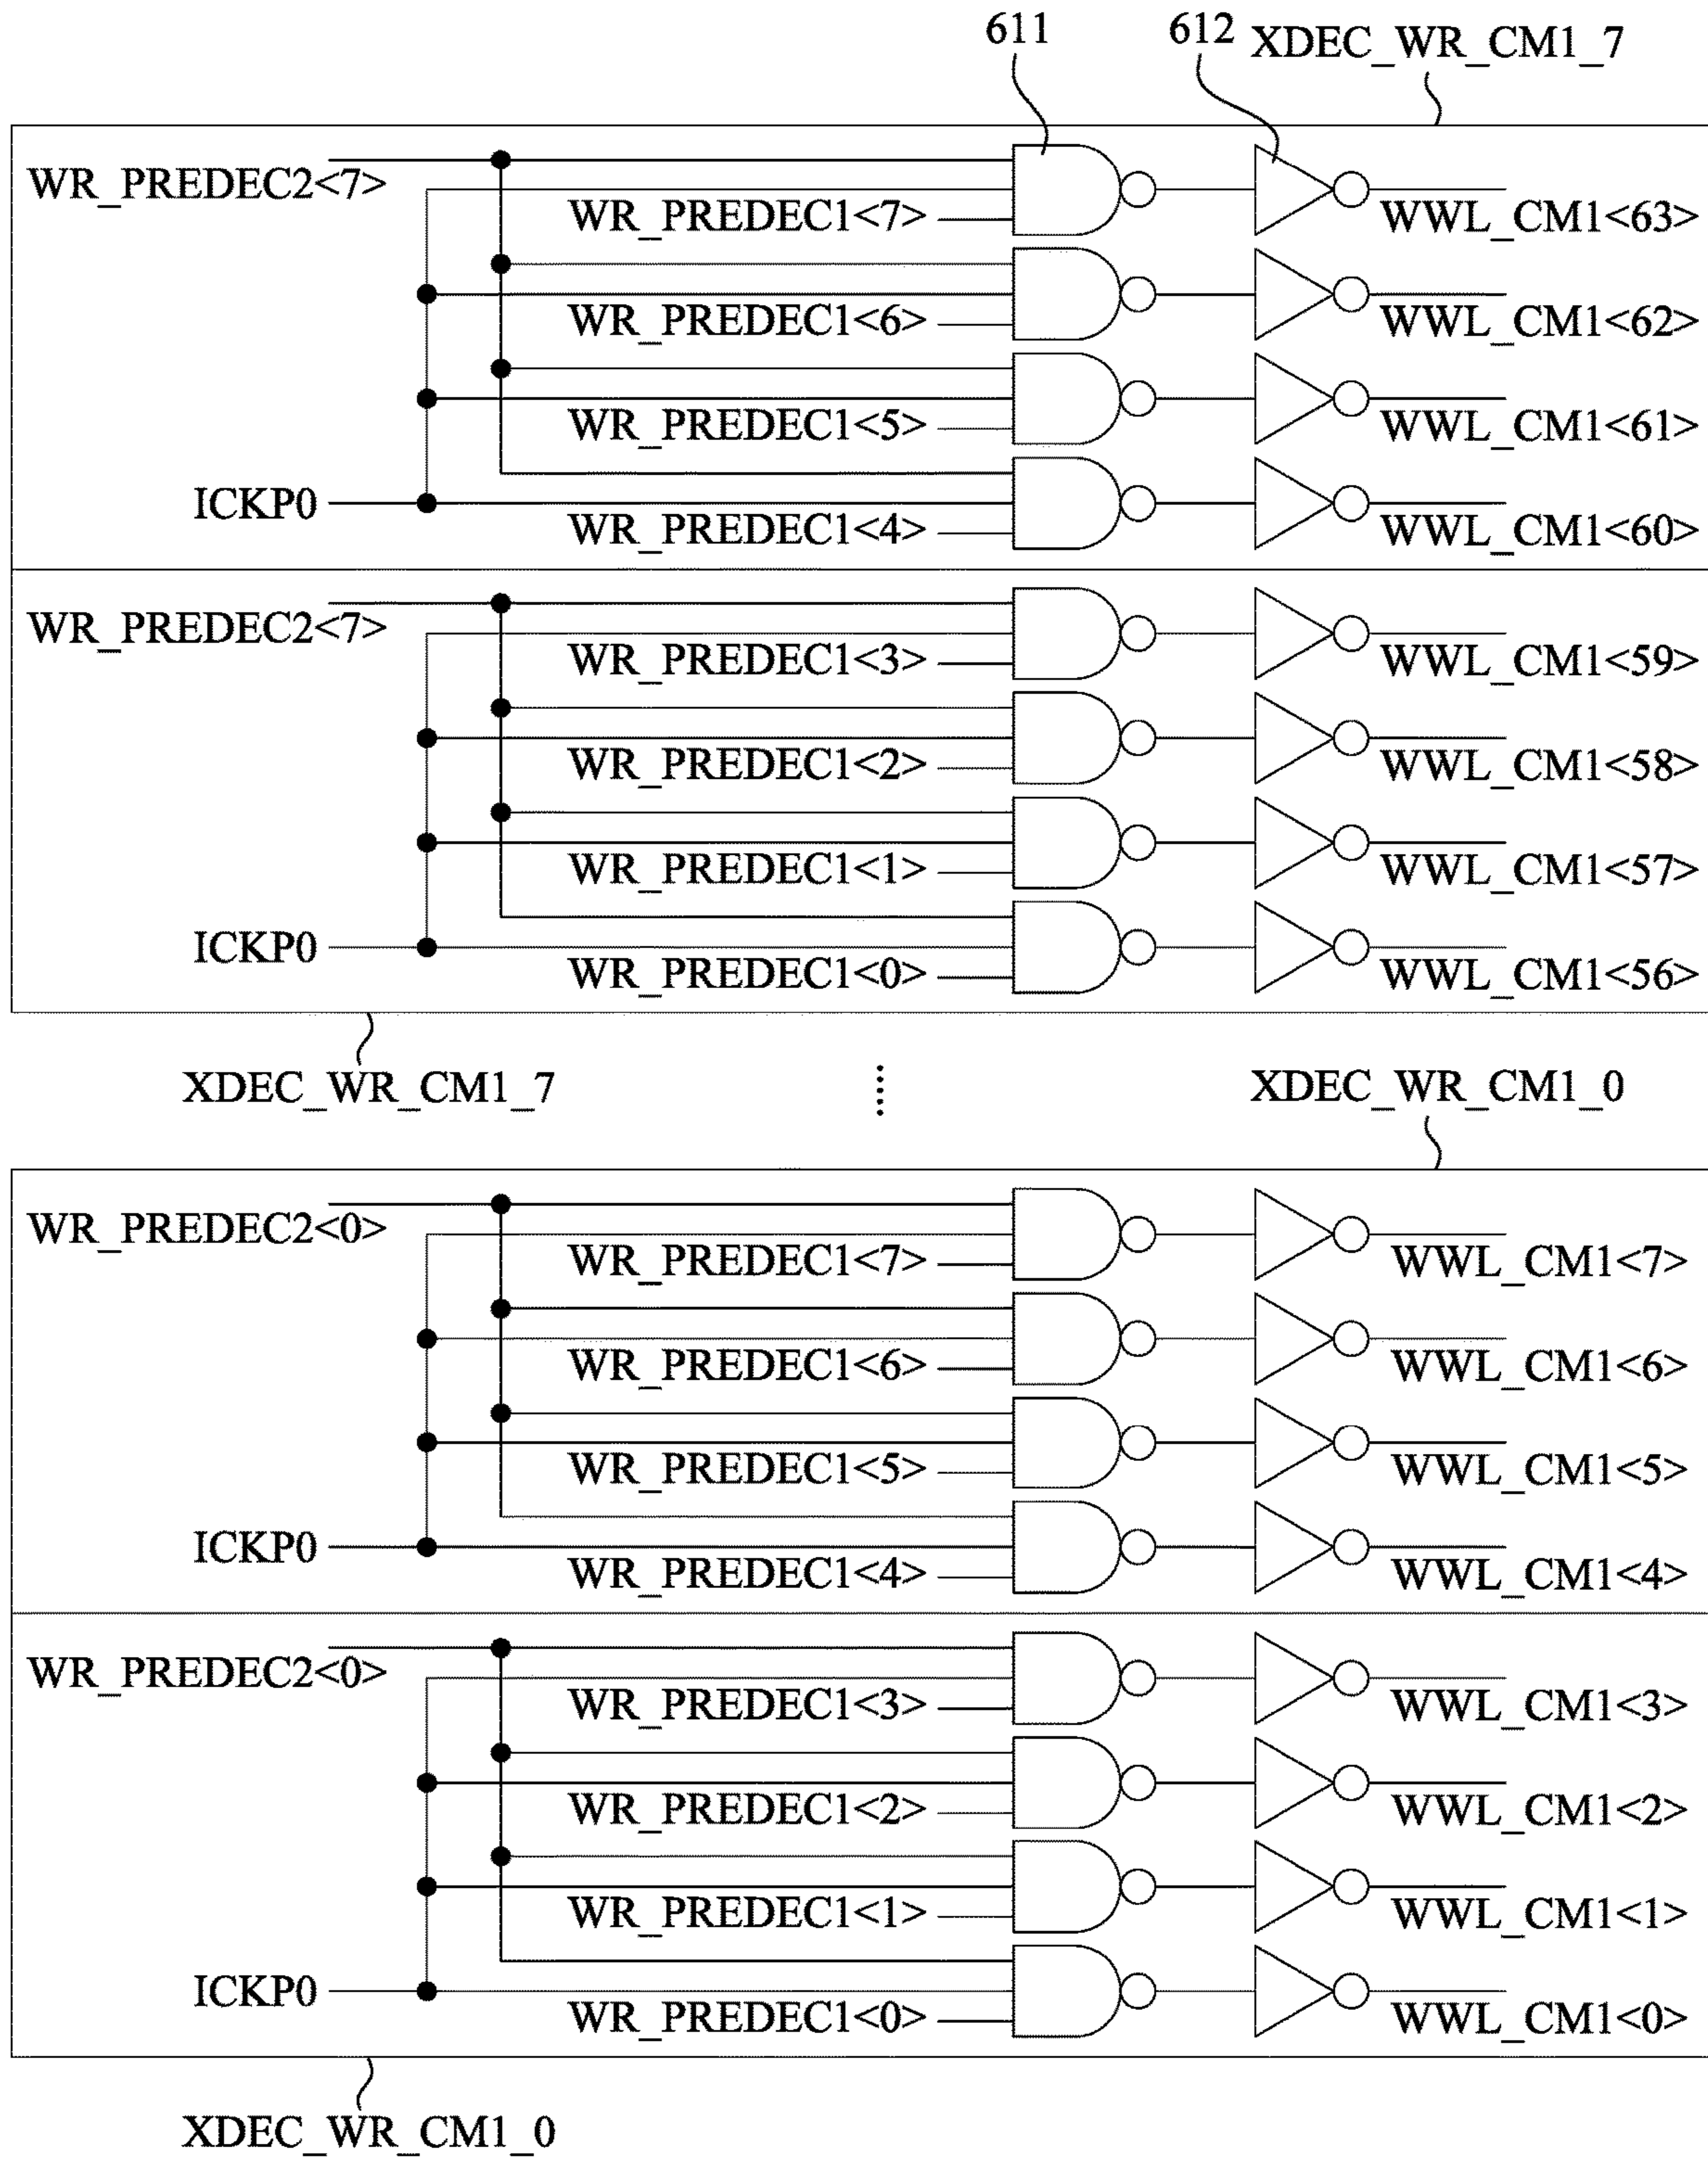 611 612 XDEC_WR_CM1_7
WR_PREDEC2<7>
WR_PREDEC1<7> WWL_CM1<63>
WR_PREDEC1<6> WWL_CM1<62>
WR_PREDEC1<5> WWL_CM1<61>
ICKP0
WR_PREDEC1<4> WWL_CM1<60>
WR_PREDEC2<7>
WR_PREDEC1<3> WWL_CM1<59>
WR_PREDEC1<2> WWL_CM1<58>
WR_PREDEC1<1> WWL_CM1<57>
ICKP0
WR_PREDEC1<0> WWL_CM1<56>
XDEC_WR_CM1_7 XDEC_WR_CM1_0
WR_PREDEC2<0>
WR_PREDEC1<7> WWL_CM1<7>
WR_PREDEC1<6> WWL_CM1<6>
WR_PREDEC1<5> WWL_CM1<5>
ICKP0
WR_PREDEC1<4> WWL_CM1<4>
WR_PREDEC2<0>
WR_PREDEC1<3> WWL_CM1<3>
WR_PREDEC1<2> WWL_CM1<2>
WR_PREDEC1<1> WWL_CM1<1>
ICKP0
WR_PREDEC1<0> WWL_CM1<0>
XDEC_WR_CM1_0